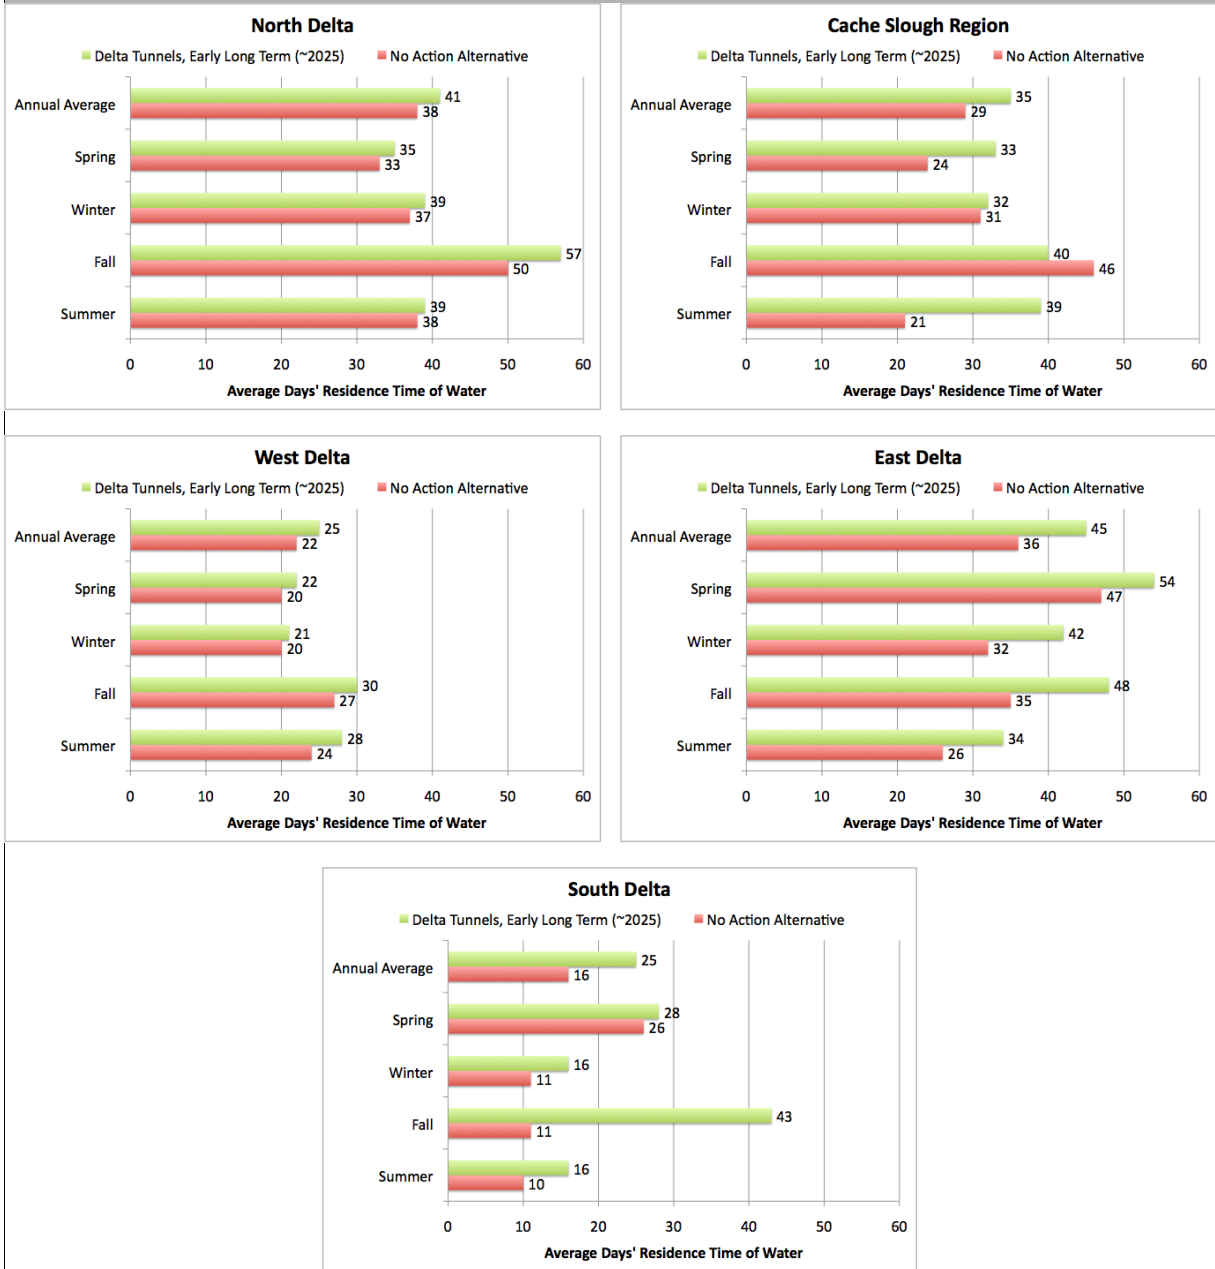 North Delta
Delta Tunnels, Early Long Term (~2025) No Action Alternative
Annual Average 41
38
Spring 35
33
Winter 39
37
Fall 57
50
Summer 39
38
0 10 20 30 40 50 60
Average Days' Residence Time of Water
Cache Slough Region
Delta Tunnels, Early Long Term (~2025) No Action Alternative
Annual Average 35
29
Spring 33
24
Winter 32
31
Fall 40
46
Summer 39
21
0 10 20 30 40 50 60
Average Days' Residence Time of Water
West Delta
Delta Tunnels, Early Long Term (~2025) No Action Alternative
Annual Average 25
22
Spring 22
20
Winter 21
20
Fall 30
27
Summer 28
24
0 10 20 30 40 50 60
Average Days' Residence Time of Water
East Delta
Delta Tunnels, Early Long Term (~2025) No Action Alternative
Annual Average 45
36
Spring 54
47
Winter 42
32
Fall 48
35
Summer 34
26
0 10 20 30 40 50 60
Average Days' Residence Time of Water
South Delta
Delta Tunnels, Early Long Term (~2025) No Action Alternative
Annual Average 25
16
Spring 28
26
Winter 16
11
Fall 43
11
Summer 16
10
0 10 20 30 40 50 60
Average Days' Residence Time of Water